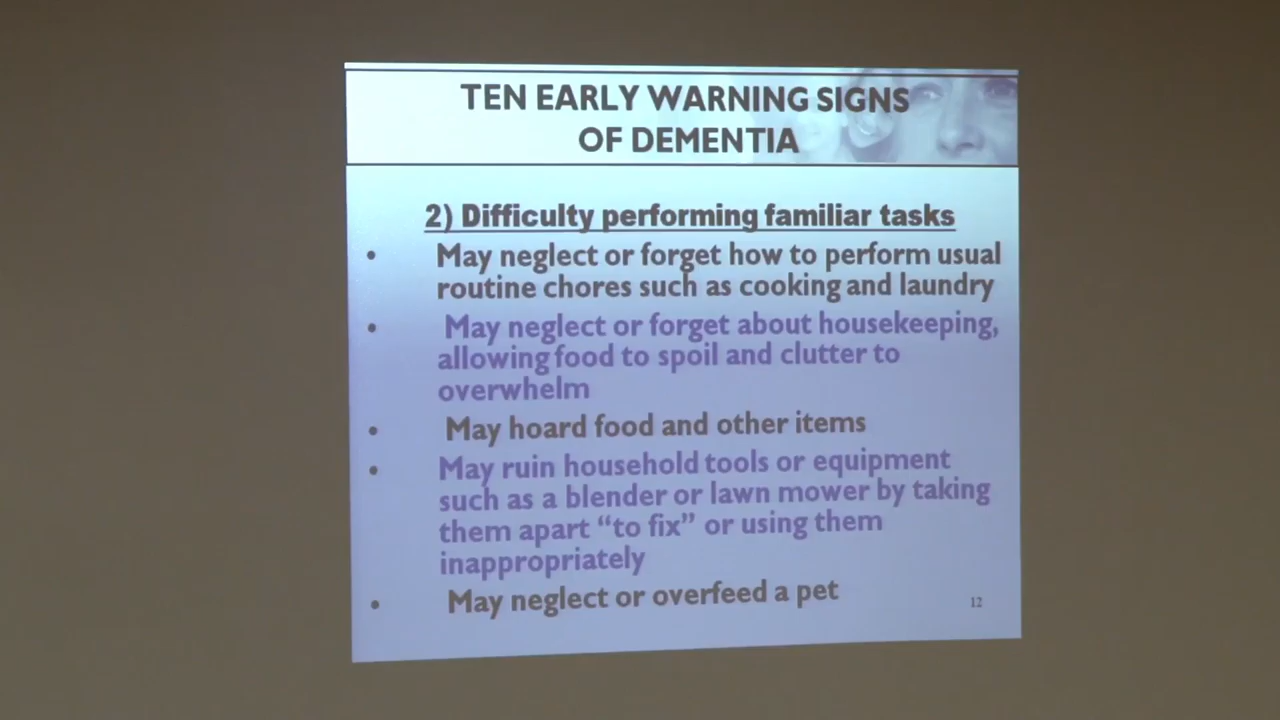 TEN EARLY WARNING SIGNS
OF DEMENTIA
2) Difficulty performing familiar tasks
• May neglect or forget how to perform usual
routine chores such as cooking and laundry
• May neglect or forget about housekeeping,
allowing food to spoil and clutter to
overwhelm
• May hoard food and other items
• May ruin household tools or equipment
such as a blender or lawn mower by taking
them apart “to fix” or using them
inappropriately
• May neglect or overfeed a pet
12